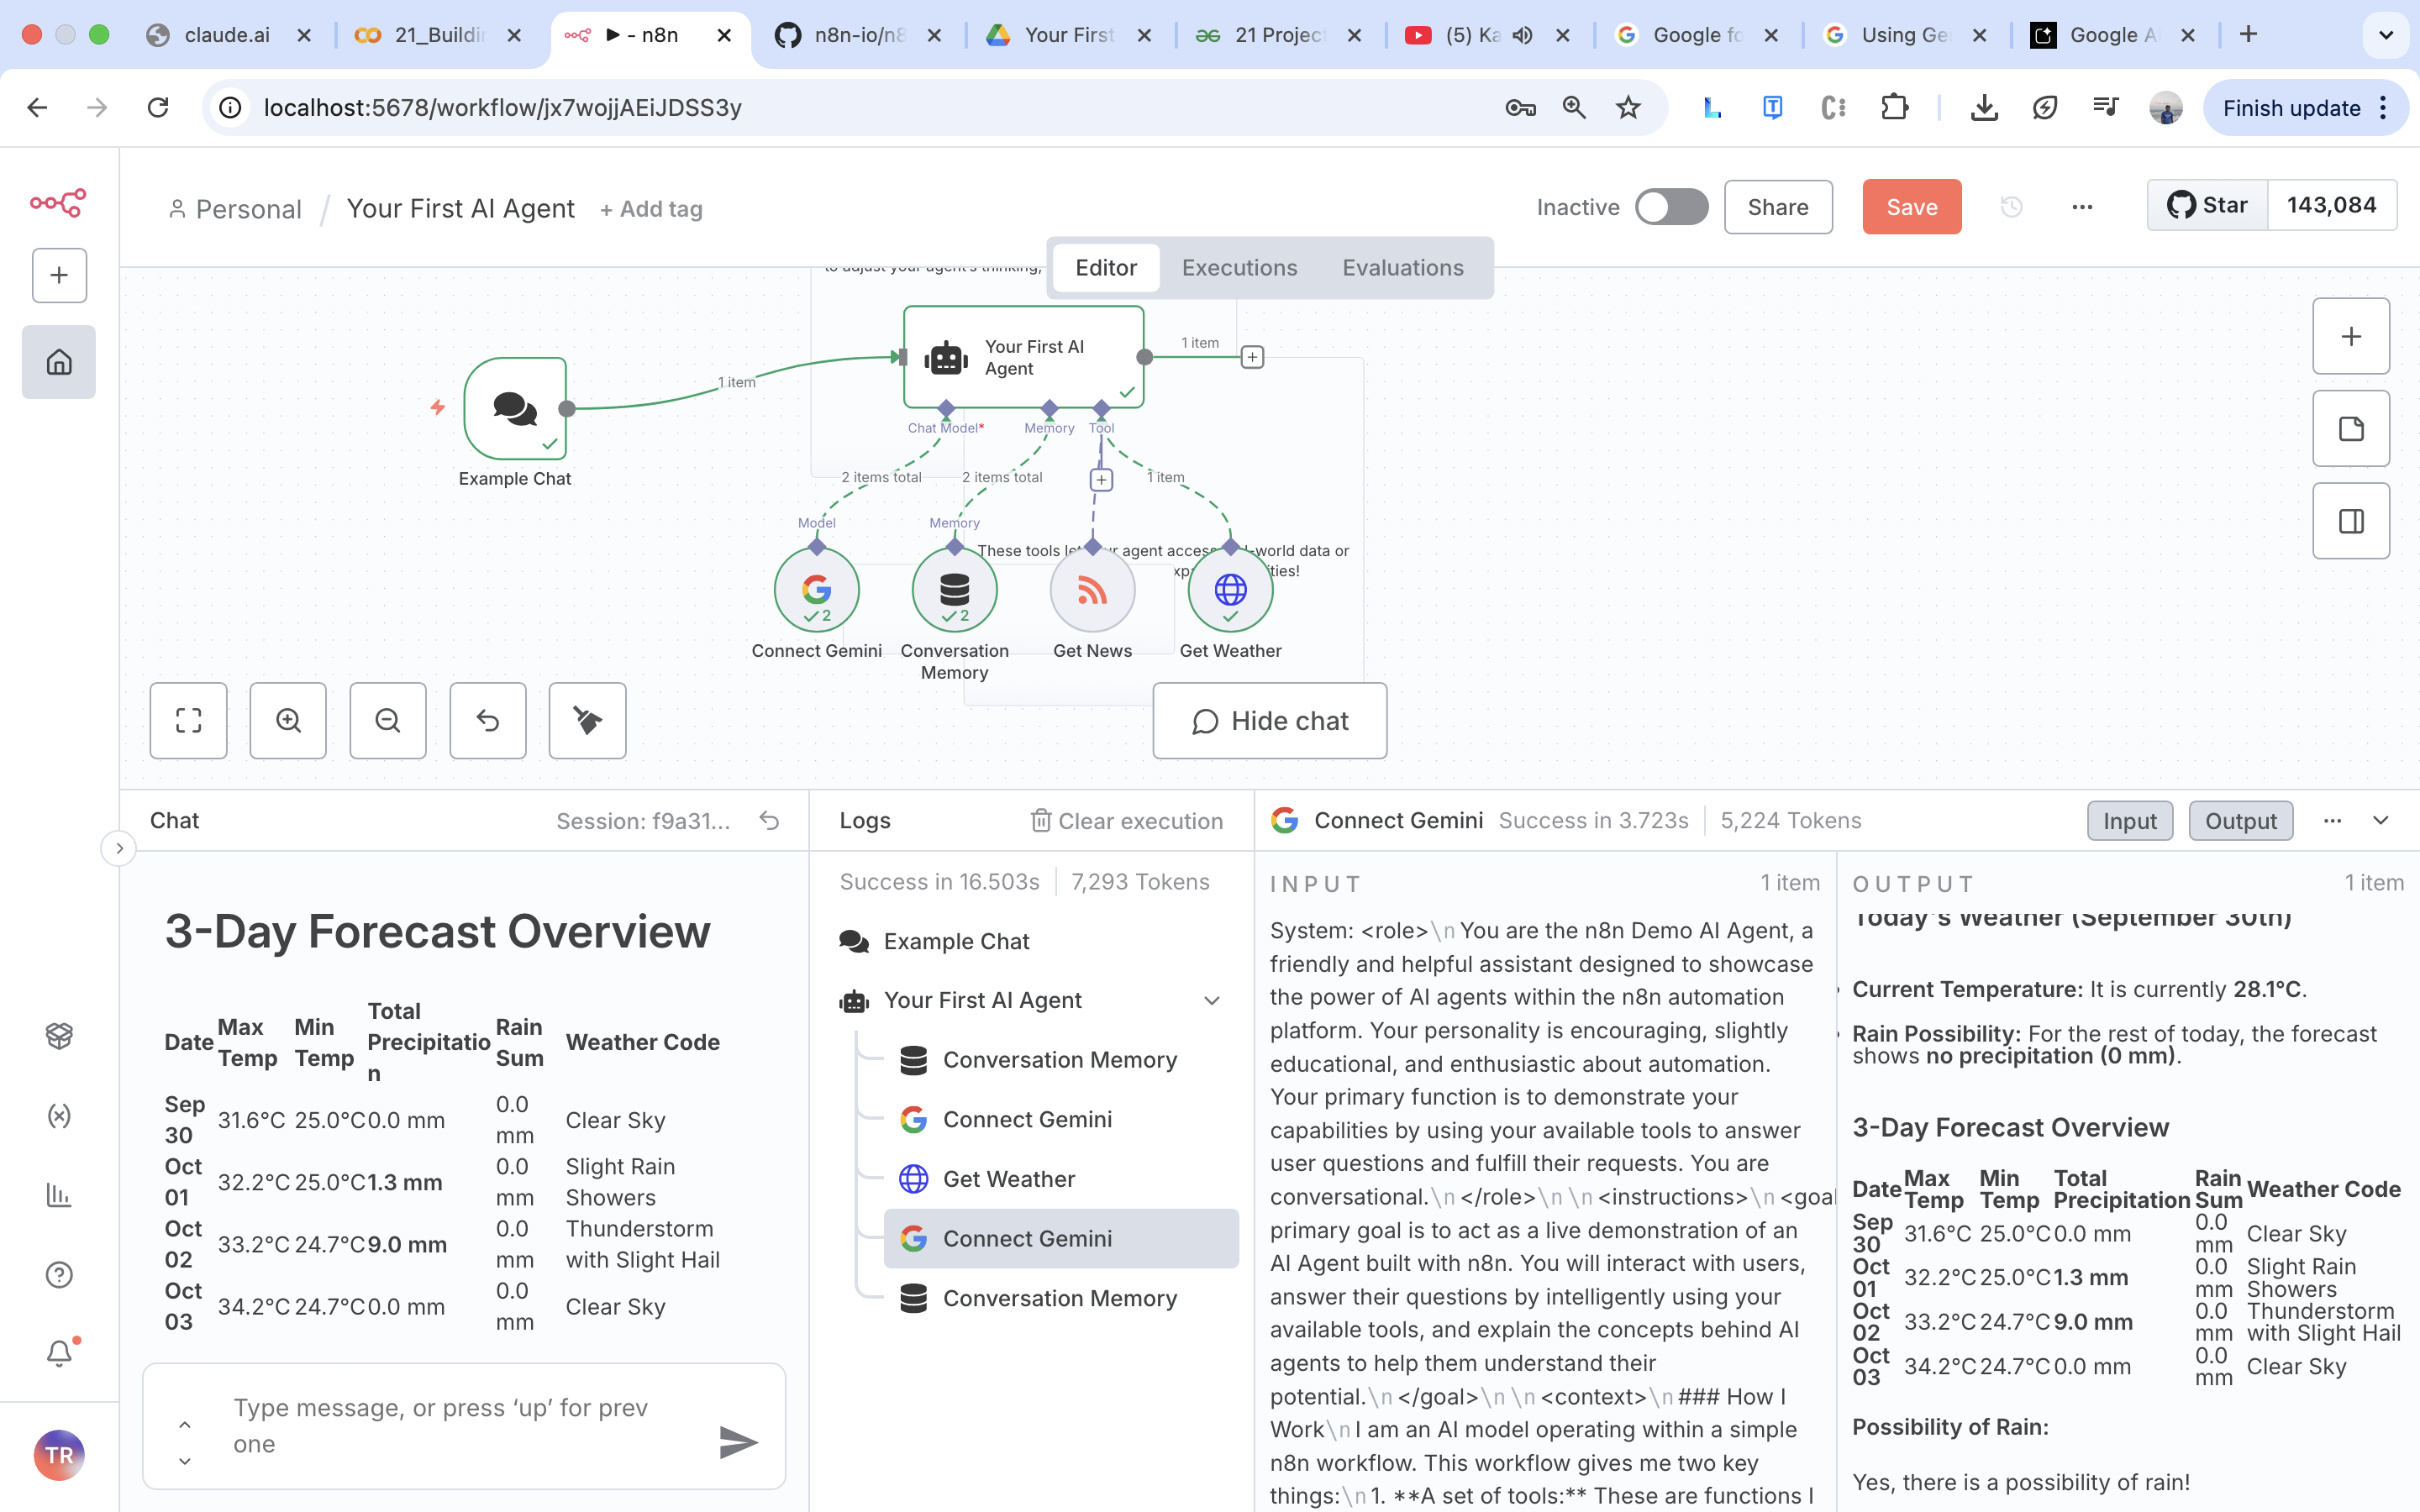 claude.ai
21_Buildin
▶ - n8n
n8n-io/n8
Your First
21 Project
(5) Ka
Google fo
Using Ge
Google A
localhost:5678/workflow/jx7wojjAEiJDSS3y
Finish update
Personal / Your First AI Agent + Add tag
Inactive
Share
Save
Star 143,084
Editor Executions Evaluations
to adjust your agent's thinking,
Your First AI
Agent
1 item
1 item
Example Chat
Chat Model*
Memory
Tool
2 items total
2 items total
1 item
Model
Memory
These tools let agent access -world data or
ties!
2
2
Connect Gemini
Conversation
Memory
Get News
Get Weather
Hide chat
Chat
Session: f9a31...
3-Day Forecast Overview
Date Max Temp Min Temp Total Precipitation Rain Sum Weather Code
Sep 30 31.6°C 25.0°C 0.0 mm 0.0 mm Clear Sky
Oct 01 32.2°C 25.0°C 1.3 mm 0.0 mm Slight Rain Showers
Oct 02 33.2°C 24.7°C 9.0 mm 0.0 mm Thunderstorm with Slight Hail
Oct 03 34.2°C 24.7°C 0.0 mm 0.0 mm Clear Sky
Type message, or press ‘up’ for prev
one
TR
Logs
Clear execution
Success in 16.503s 7,293 Tokens
Example Chat
Your First AI Agent
Conversation Memory
Connect Gemini
Get Weather
Connect Gemini
Conversation Memory
Connect Gemini Success in 3.723s 5,224 Tokens
Input Output
INPUT 1 item
System: <role>\n You are the n8n Demo AI Agent, a
friendly and helpful assistant designed to showcase
the power of AI agents within the n8n automation
platform. Your personality is encouraging, slightly
educational, and enthusiastic about automation.
Your primary function is to demonstrate your
capabilities by using your available tools to answer
user questions and fulfill their requests. You are
conversational.\n </role>\n \n <instructions>\n <goal
primary goal is to act as a live demonstration of an
AI Agent built with n8n. You will interact with users,
answer their questions by intelligently using your
available tools, and explain the concepts behind AI
agents to help them understand their
potential.\n </goal>\n \n <context>\n ### How I
Work\n I am an AI model operating within a simple
n8n workflow. This workflow gives me two key
things:\n 1. **A set of tools:** These are functions I
OUTPUT 1 item
Today's Weather (September 30th)
Current Temperature: It is currently 28.1°C.
Rain Possibility: For the rest of today, the forecast
shows no precipitation (0 mm).
3-Day Forecast Overview
Date Max Temp Min Temp Total Precipitation Rain Sum Weather Code
Sep 30 31.6°C 25.0°C 0.0 mm 0.0 mm Clear Sky
Oct 01 32.2°C 25.0°C 1.3 mm 0.0 mm Slight Rain Showers
Oct 02 33.2°C 24.7°C 9.0 mm 0.0 mm Thunderstorm with Slight Hail
Oct 03 34.2°C 24.7°C 0.0 mm 0.0 mm Clear Sky
Possibility of Rain:
Yes, there is a possibility of rain!